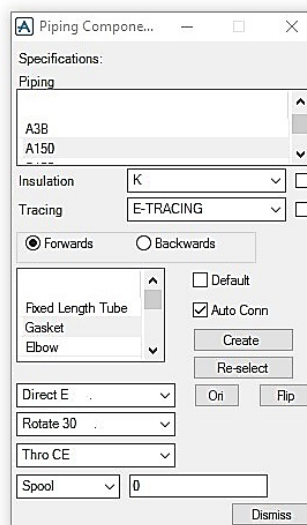 Piping Compone...
Specifications:
Piping
A3B
A150
Insulation K
Tracing E-TRACING
Forwards Backwards
Default
Fixed Length Tube
Auto Conn
Gasket
Create
Elbow
Re-select
Direct E .
Ori Flip
Rotate 30 .
Thro CE
Spool 0
Dismiss